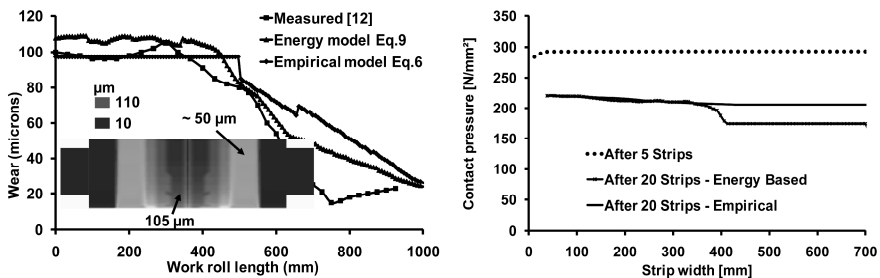 Wear (microns)
120
100
80
60
40
20
0
Measured [12]
Energy model Eq.9
Empirical model Eq.6
µm
110
10
~ 50 µm
105 µm
0 200 400 600 800 1000
Work roll length (mm)
Contact pressure [N/mm²]
350
300
250
200
150
100
50
0
After 5 Strips
After 20 Strips - Energy Based
After 20 Strips - Empirical
0 100 200 300 400 500 600 700
Strip width [mm]